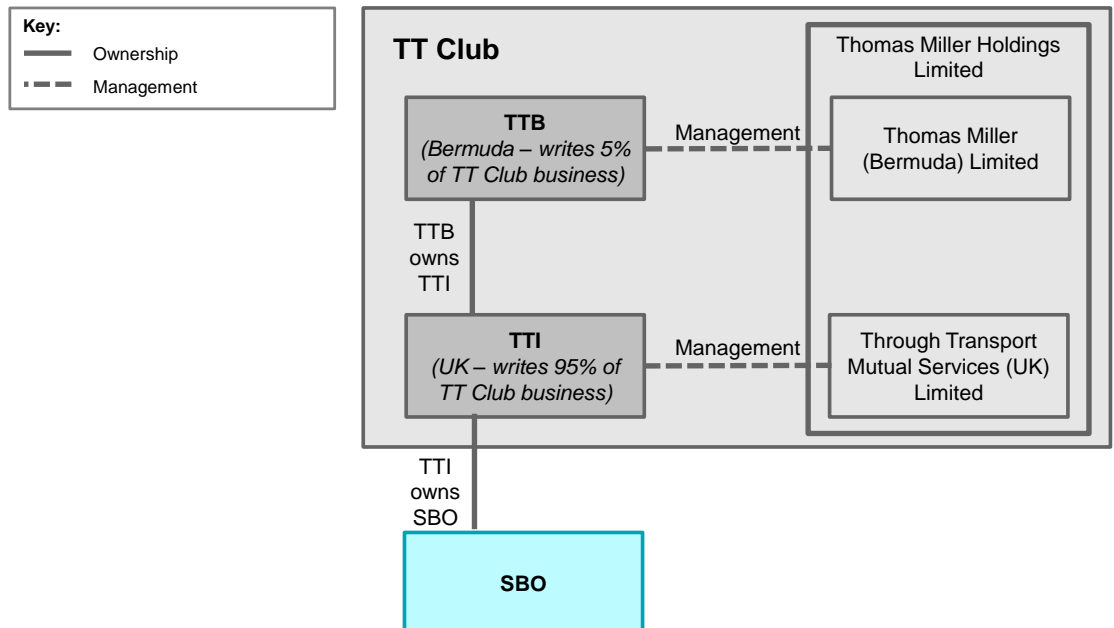 Key:
Ownership
Management
TT Club
Thomas Miller Holdings
Limited
TTB
(Bermuda – writes 5%
of TT Club business)
Management
Thomas Miller
(Bermuda) Limited
TTB
owns
TTI
TTI
(UK – writes 95% of
TT Club business)
Management
Through Transport
Mutual Services (UK)
Limited
TTI
owns
SBO
SBO